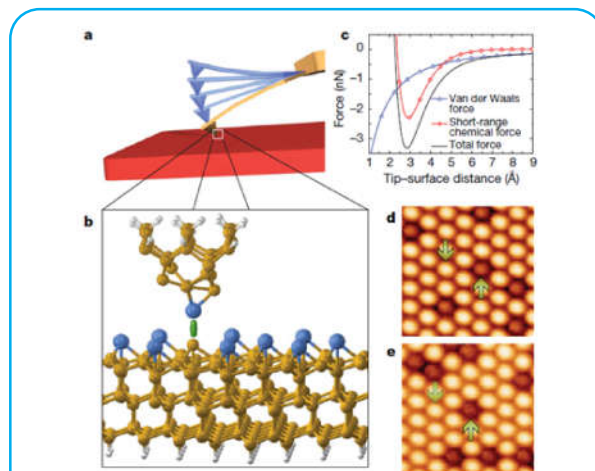 a
c
0
-1
-2
-3
Force (nN)
Van der Waals
force
Short-range
chemical force
Total force
1 2 3 4 5 6 7 8 9
Tip–surface distance (Å)
b
d
e